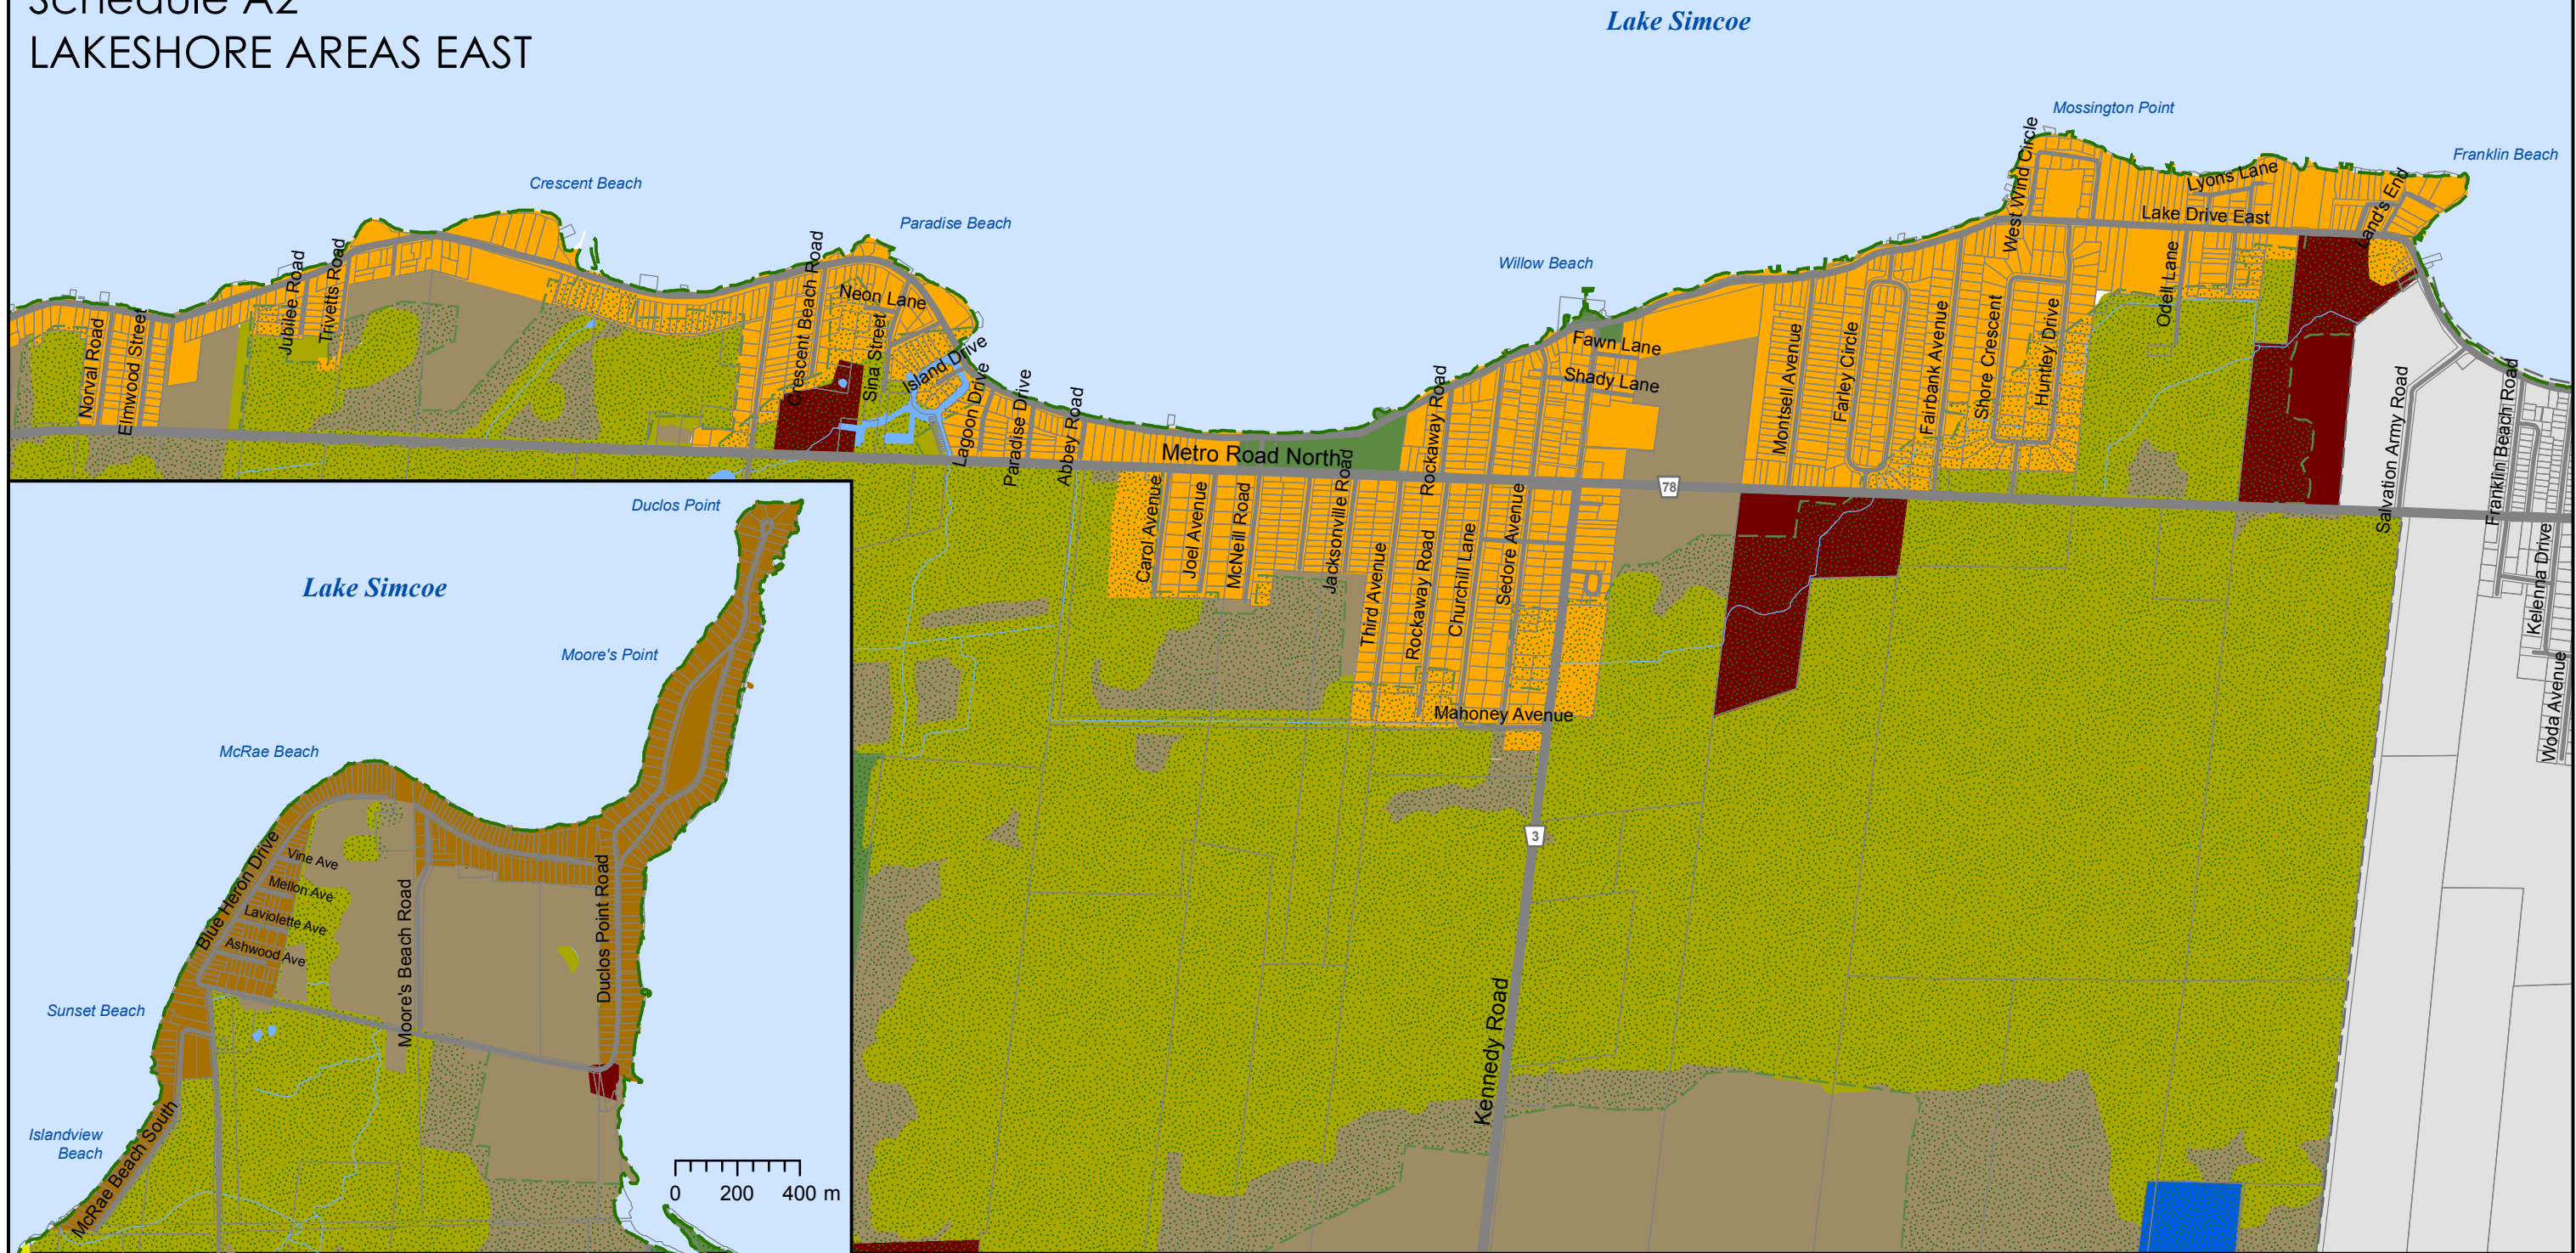 Schedule A2
LAKESHORE AREAS EAST
Lake Simcoe
Mossington Point
Franklin Beach
Crescent Beach
Paradise Beach
Willow Beach
West Wind Circle
Lyons Lane
Lake Drive East
Land's End
Odell Lane
Jubilee Road
Trivetts Road
Norval Road
Elmwood Street
Crescent Beach Road
Neon Lane
Sina Street
Island Drive
Lagoon Drive
Paradise Drive
Abbey Road
Metro Road North
Fawn Lane
Shady Lane
Rockaway Road
Montsell Avenue
Farley Circle
Fairbank Avenue
Shore Crescent
Huntley Drive
78
Salvation Army Road
Franklin Beach Road
Kelenna Drive
Woda Avenue
Carol Avenue
Joel Avenue
McNeill Road
Jacksonville Road
Third Avenue
Rockaway Road
Churchill Lane
Sedore Avenue
Mahoney Avenue
3
Kennedy Road
Duclos Point
Lake Simcoe
Moore's Point
McRae Beach
Blue Heron Drive
Vine Ave
Mellon Ave
Laviolette Ave
Ashwood Ave
Moore's Beach Road
Duclos Point Road
Sunset Beach
Islandview
Beach
McRae Beach South
0 200 400 m